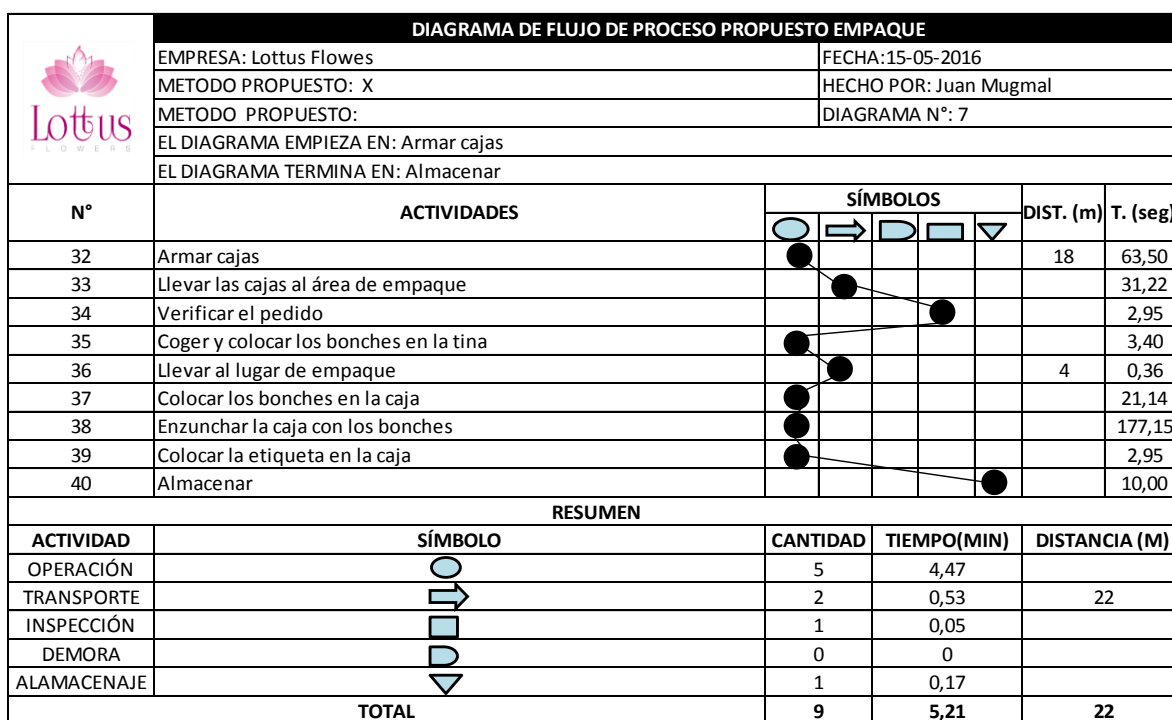 DIAGRAMA DE FLUJO DE PROCESO PROPUESTO EMPAQUE
Lottus
FLOWERS
EMPRESA: Lottus Flowes FECHA:15-05-2016
METODO PROPUESTO: X HECHO POR: Juan Mugmal
METODO PROPUESTO: DIAGRAMA N°: 7
EL DIAGRAMA EMPIEZA EN: Armar cajas
EL DIAGRAMA TERMINA EN: Almacenar
N° ACTIVIDADES SÍMBOLOS DIST. (m) T. (seg)
32 Armar cajas 18 63,50
33 Llevar las cajas al área de empaque 31,22
34 Verificar el pedido 2,95
35 Coger y colocar los bonches en la tina 3,40
36 Llevar al lugar de empaque 4 0,36
37 Colocar los bonches en la caja 21,14
38 Enzunchar la caja con los bonches 177,15
39 Colocar la etiqueta en la caja 2,95
40 Almacenar 10,00
RESUMEN
ACTIVIDAD SÍMBOLO CANTIDAD TIEMPO(MIN) DISTANCIA (M)
OPERACIÓN 5 4,47
TRANSPORTE 2 0,53 22
INSPECCIÓN 1 0,05
DEMORA 0 0
ALAMACENAJE 1 0,17
TOTAL 9 5,21 22